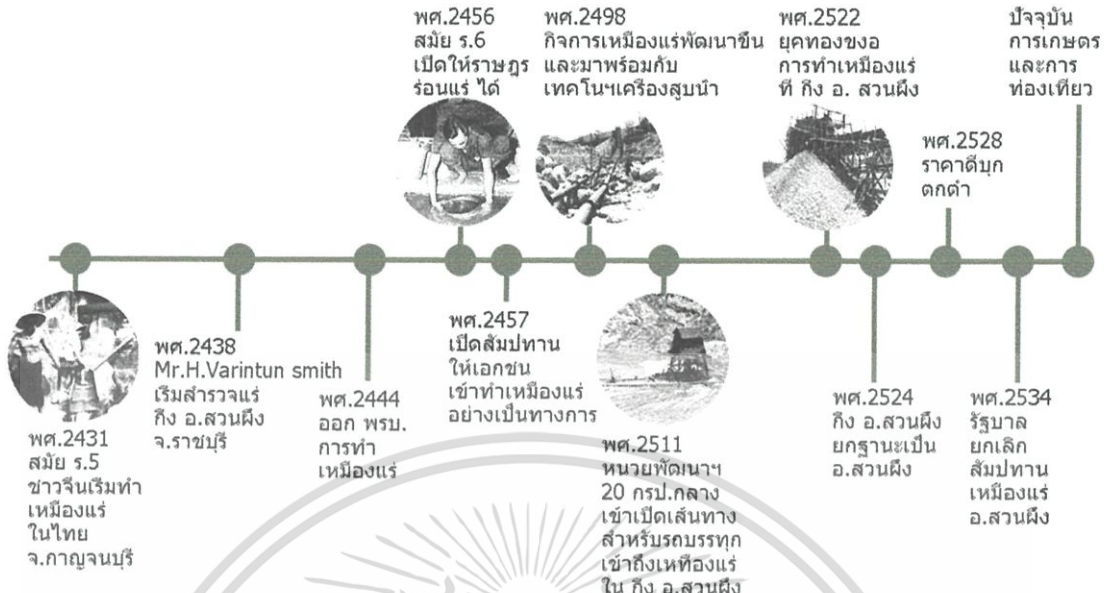 พศ.2456
สมัย ร.6
เปิดให้ราษฎร
ร่อนแร่ ได้
พศ.2498
กิจการเหมืองแร่พัฒนาขึ้น
และมาพร้อมกับ
เทคโนฯเครื่องสูบน้ำ
พศ.2522
ยุคทองขงอ
การทำเหมืองแร่
ที่ กิ่ง อ. สวนผึ้ง
พศ.2528
ราคาดีบุก
ตกต่ำ
ปัจจุบัน
การเกษตร
และการ
ท่องเที่ยว
พศ.2431
สมัย ร.5
ชาวจีนเริ่มทำ
เหมืองแร่
ในไทย
จ.กาญจนบุรี
พศ.2438
Mr.H.Varintun smith
เริ่มสำรวจแร่
กิ่ง อ.สวนผึ้ง
จ.ราชบุรี
พศ.2444
ออก พรบ.
การทำ
เหมืองแร่
พศ.2457
เปิดสัมปทาน
ให้เอกชน
เข้าทำเหมืองแร่
อย่างเป็นทางการ
พศ.2511
หนวยพัฒนาฯ
20 กรป.กลาง
เข้าเปิดเส้นทาง
สำหรับรถบรรทุก
เข้าถึงเหทืองแร่
ใน กิ่ง อ.สวนผึ้ง
พศ.2524
กิ่ง อ.สวนผึ้ง
ยกฐานะเป็น
อ.สวนผึ้ง
พศ.2534
รัฐบาล
ยกเลิก
สัมปทาน
เหมืองแร่
อ.สวนผึ้ง